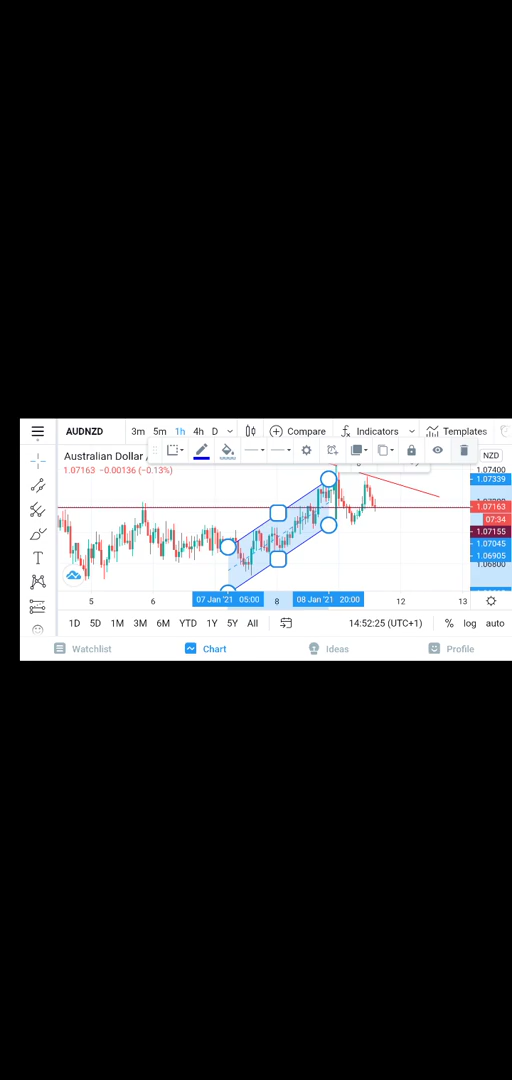 AUDNZD 3m 5m 1h 4h D Compare Indicators Templates
Australian Dollar / NZD
1.07163 −0.00136 (−0.13%)
1.07400
1.07339
1.07163
07:34
1.07155
1.07045
1.06905
1.06800
5 6 07 Jan '21 05:00 8 08 Jan '21 20:00 12 13
1D 5D 1M 3M 6M YTD 1Y 5Y All 14:52:25 (UTC+1) % log auto
Watchlist Chart Ideas Profile